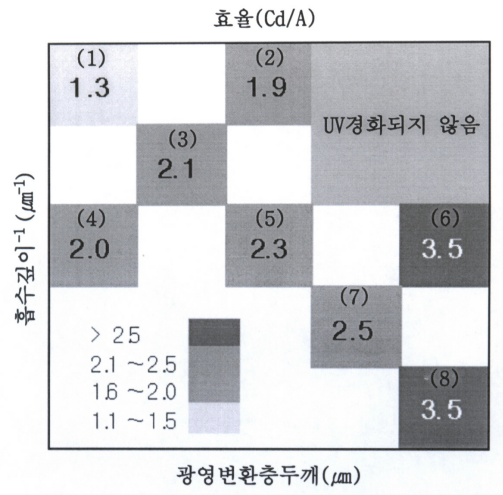 효율(Cd/A)
(1) (2)
1.3 1.9
UV경화되지 않음
(3)
2.1
(4) (5) (6)
2.0 2.3 3.5
(7)
2.5
(8)
3.5
> 2.5
2.1 ~2.5
1.6 ~2.0
1.1 ~1.5
흡수깊이⁻¹(㎛⁻¹)
광영변환층두께(㎛)